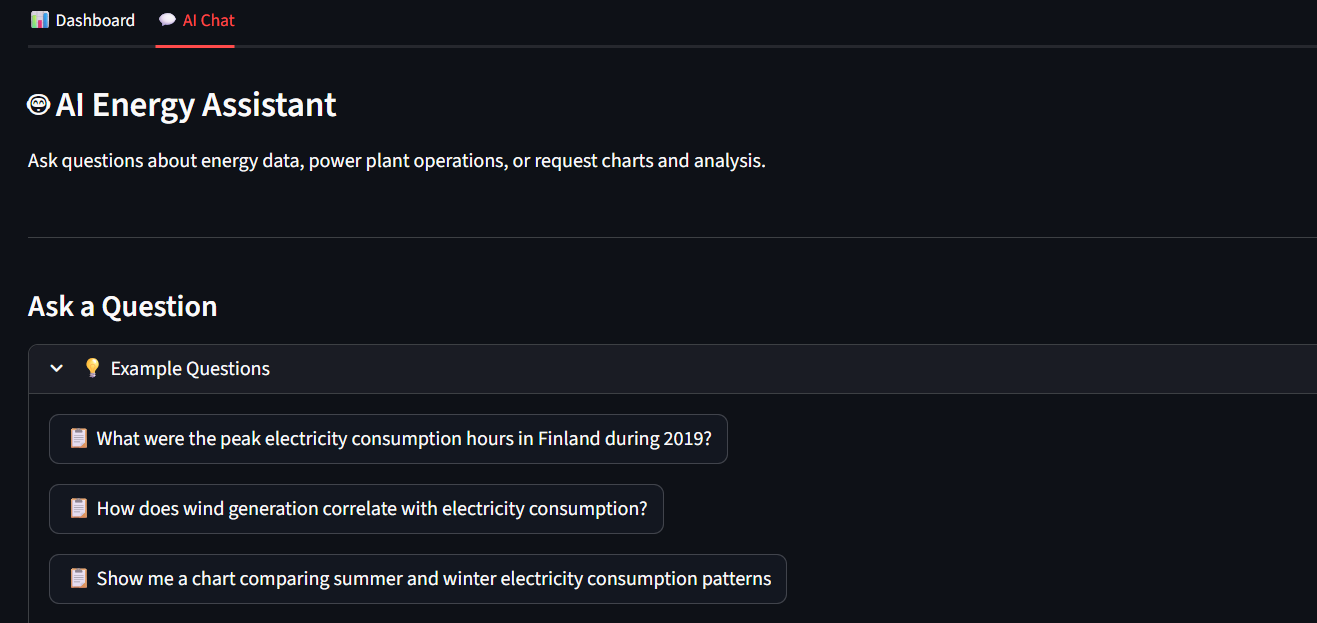 Dashboard
AI Chat
AI Energy Assistant
Ask questions about energy data, power plant operations, or request charts and analysis.
Ask a Question
Example Questions
What were the peak electricity consumption hours in Finland during 2019?
How does wind generation correlate with electricity consumption?
Show me a chart comparing summer and winter electricity consumption patterns